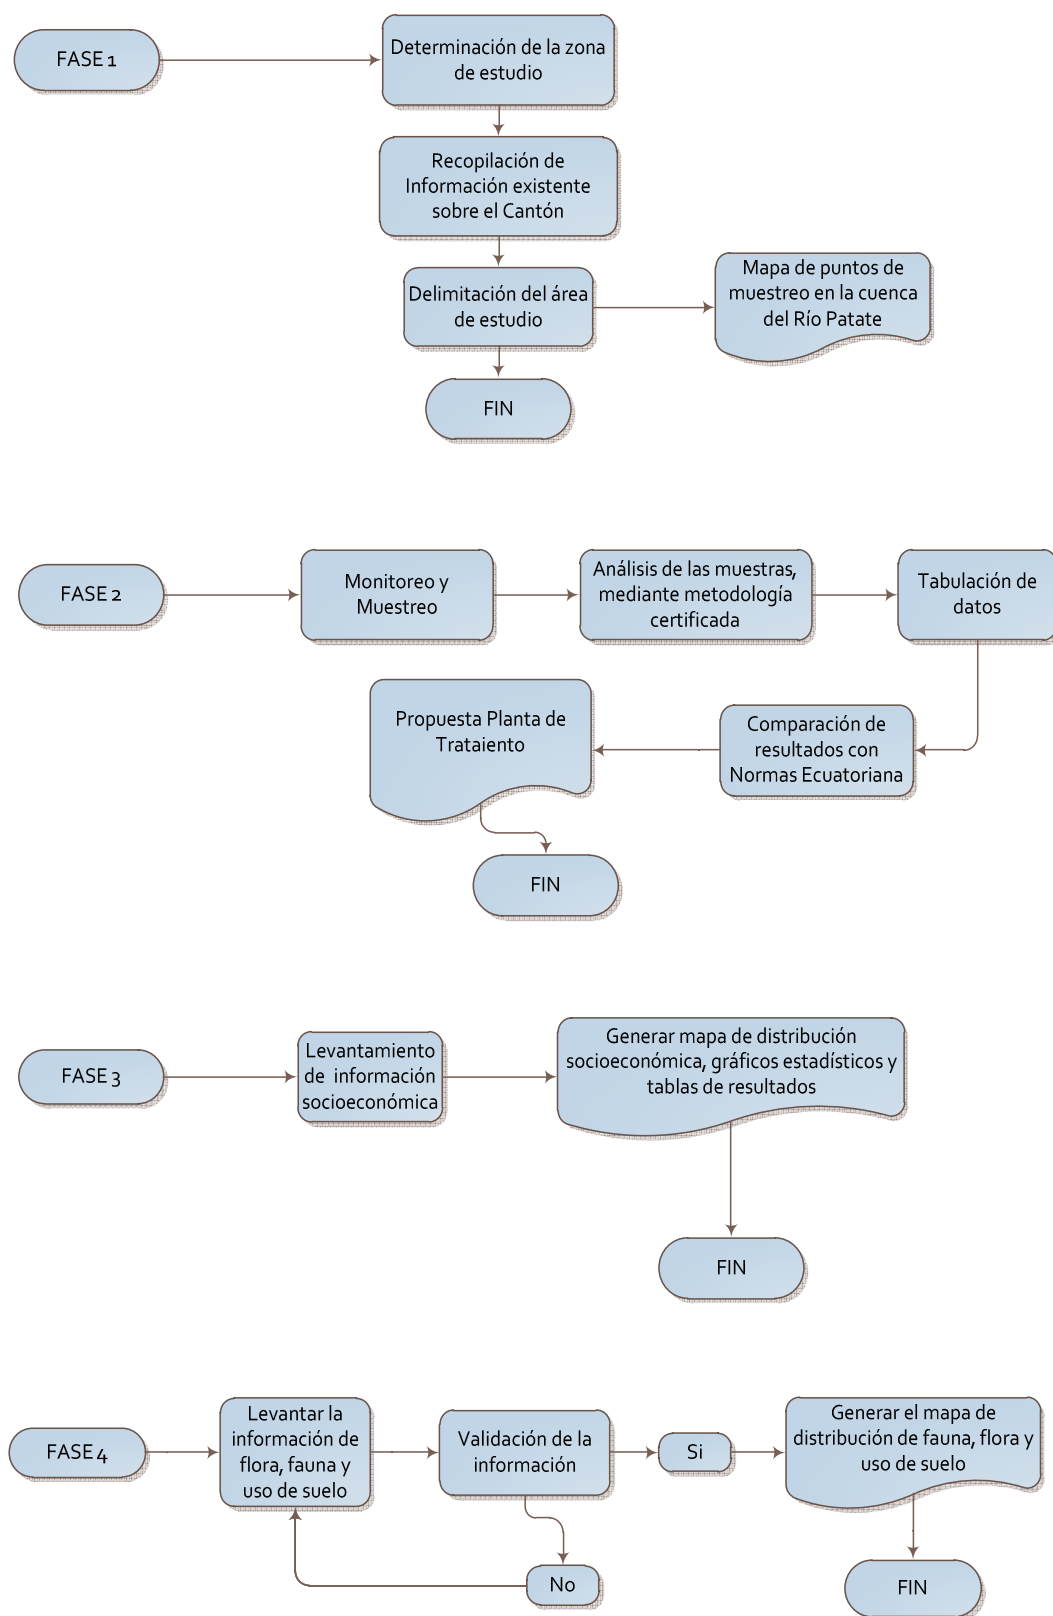 FASE 1
Determinación de la zona
de estudio
Recopilación de
Información existente
sobre el Cantón
Delimitación del área
de estudio
Mapa de puntos de
muestreo en la cuenca
del Río Patate
FIN
FASE 2
Monitoreo y
Muestreo
Análisis de las muestras,
mediante metodología
certificada
Tabulación de
datos
Comparación de
resultados con
Normas Ecuatoriana
Propuesta Planta de
Trataiento
FIN
FASE 3
Levantamiento
de información
socioeconómica
Generar mapa de distribución
socioeconómica, gráficos estadísticos y
tablas de resultados
FIN
FASE 4
Levantar la
información de
flora, fauna y
uso de suelo
Validación de la
información
Si
Generar el mapa de
distribución de fauna, flora y
uso de suelo
No
FIN